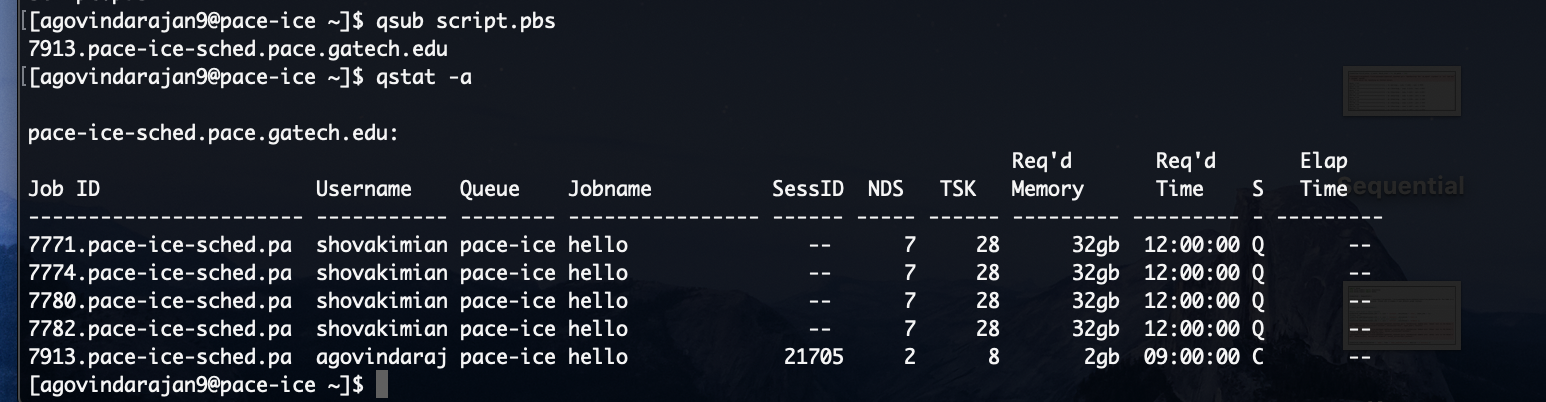 [[agovindarajan9@pace-ice ~]$ qsub script.pbs
7913.pace-ice-sched.pace.gatech.edu
[[agovindarajan9@pace-ice ~]$ qstat -a
pace-ice-sched.pace.gatech.edu:
Req'd Req'd Elap
Job ID Username Queue Jobname SessID NDS TSK Memory Time S Time
Sequential
----------------------- ----------- -------- ---------------- ------ ----- ------ --------- --------- - ---------
7771.pace-ice-sched.pa shovakimian pace-ice hello -- 7 28 32gb 12:00:00 Q --
7774.pace-ice-sched.pa shovakimian pace-ice hello -- 7 28 32gb 12:00:00 Q --
7780.pace-ice-sched.pa shovakimian pace-ice hello -- 7 28 32gb 12:00:00 Q --
7782.pace-ice-sched.pa shovakimian pace-ice hello -- 7 28 32gb 12:00:00 Q --
7913.pace-ice-sched.pa agovindaraj pace-ice hello 21705 2 8 2gb 09:00:00 C --
[agovindarajan9@pace-ice ~]$